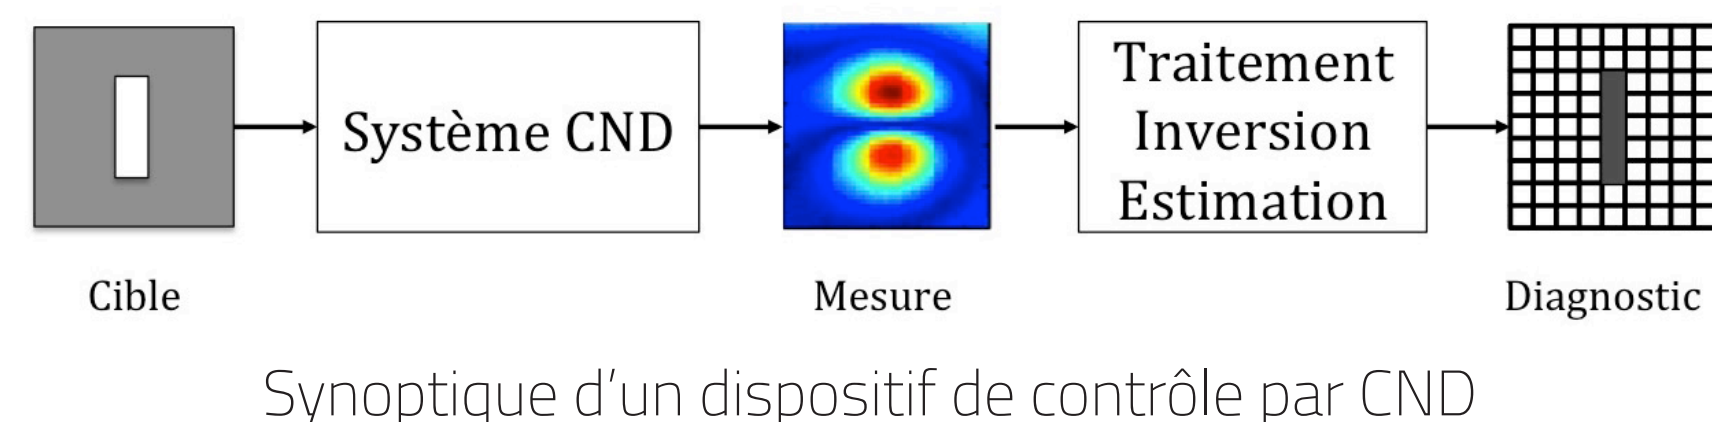 Système CND
Traitement
Inversion
Estimation
Cible
Mesure
Diagnostic
Synoptique d'un dispositif de contrôle par CND